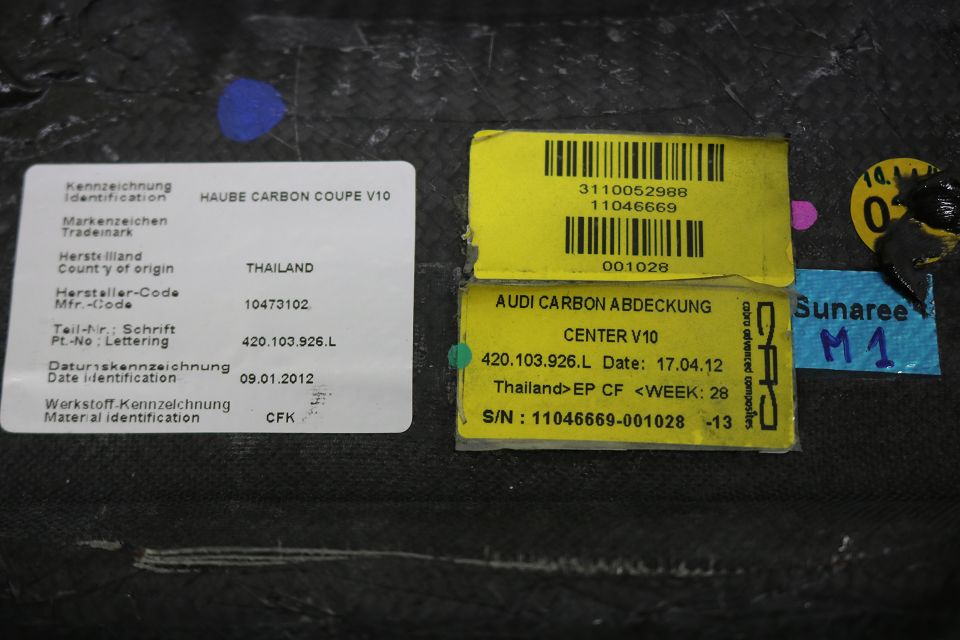 Kennzeichnung
Identification
HAUBE CARBON COUPE V10
Markenzeichen
Trademark
Herstellland
Country of origin
THAILAND
Hersteller-Code
Mfr.-Code
10473102
Teil-Nr.; Schrift
Pt.-No; Lettering
420.103.926.L
Datumskennzeichnung
Date identification
09.01.2012
Werkstoff-Kennzeichnung
Material identification
CFK
3110052988
11046669
001028
AUDI CARBON ABDECKUNG
CENTER V10
420.103.926.L Date: 17.04.12
Thailand>EP CF <WEEK: 28
S/N : 11046669-001028 -13
cobra advanced composites
Sunaree
M1